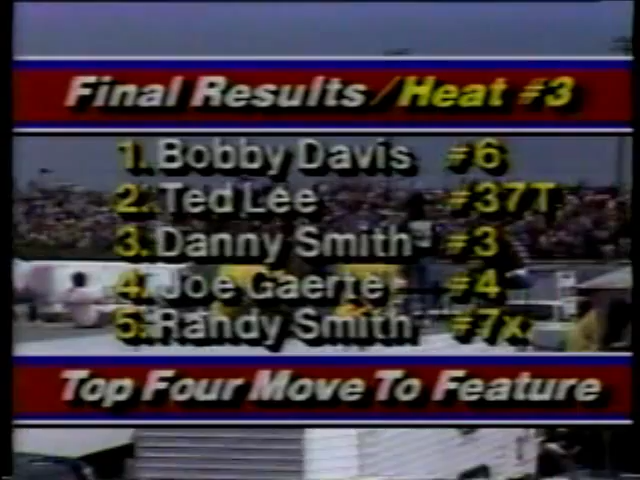 Final Results/Heat #3
1. Bobby Davis #6
2. Ted Lee #37T
3. Danny Smith #3
4. Joe Gaerte #4
5. Randy Smith #7x
Top Four Move To Feature